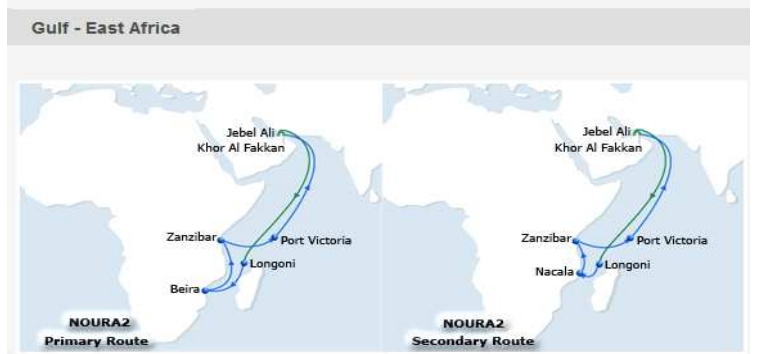 Gulf - East Africa
Jebel Ali
Khor Al Fakkan
Zanzibar
Port Victoria
Longoni
Beira
NOURA2
Primary Route
Jebel Ali
Khor Al Fakkan
Zanzibar
Port Victoria
Longoni
Nacala
NOURA2
Secondary Route